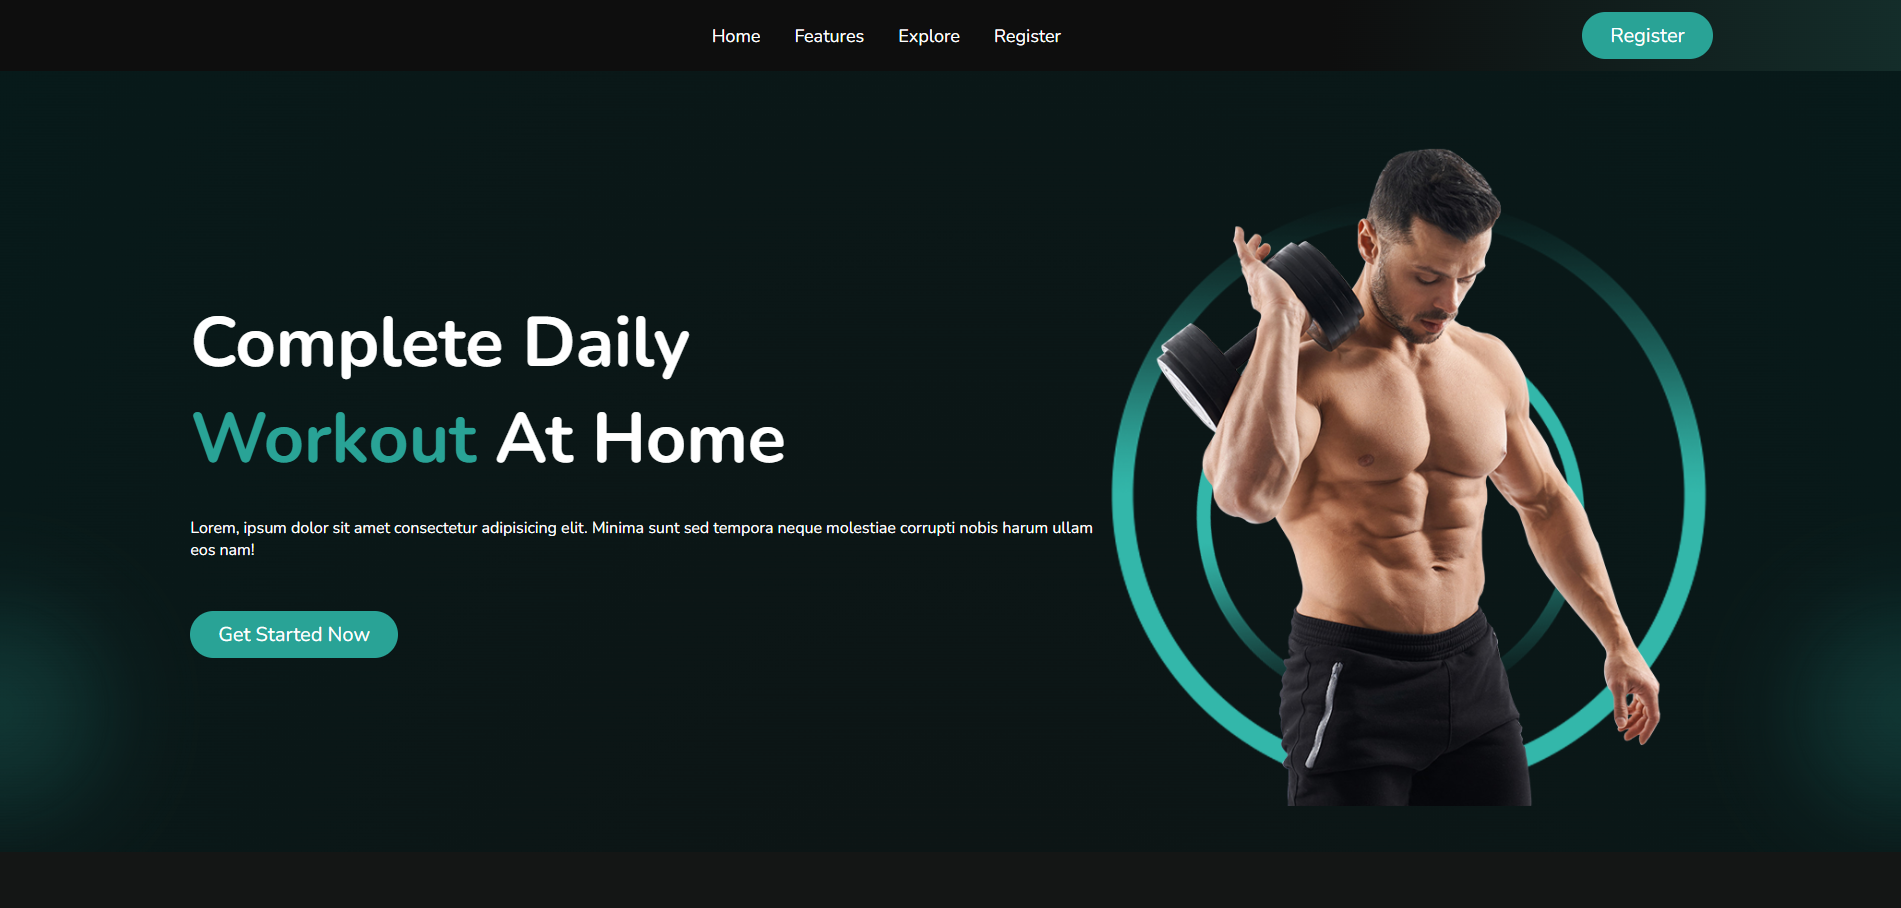 Home Features Explore Register Register
Complete Daily
Workout At Home
Lorem, ipsum dolor sit amet consectetur adipisicing elit. Minima sunt sed tempora neque molestiae corrupti nobis harum ullam
eos nam!
Get Started Now